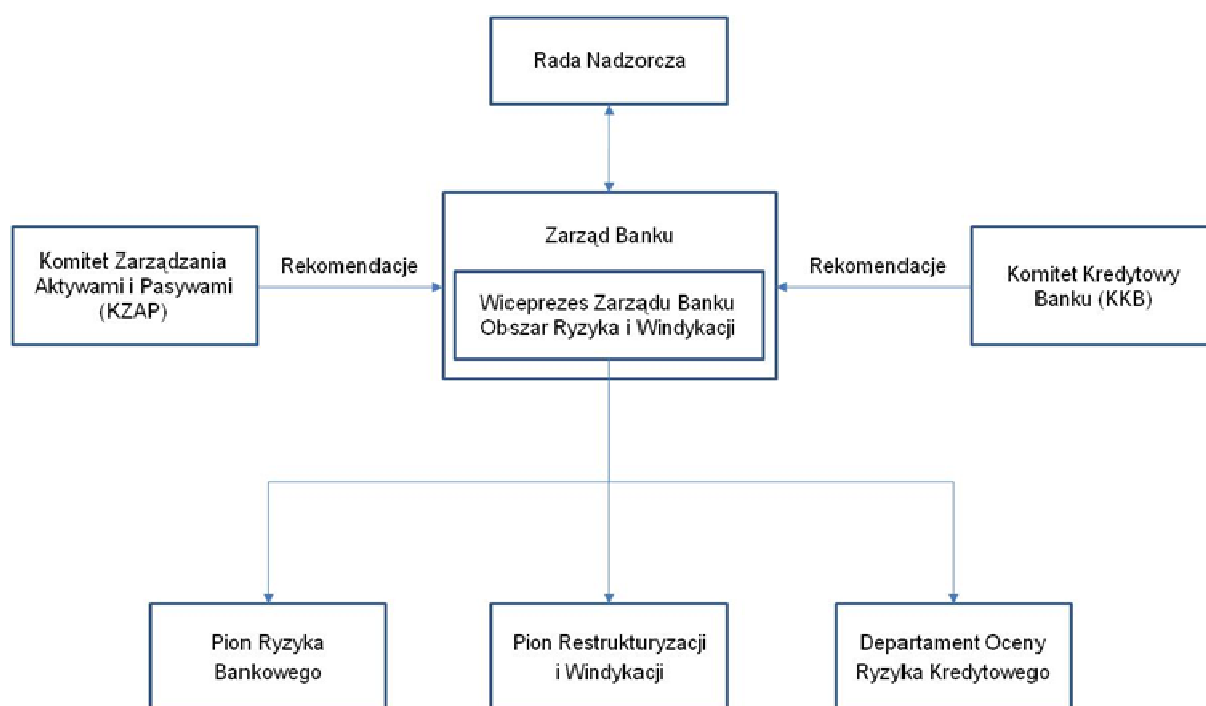 Rada Nadzorcza
Zarząd Banku
Komitet Zarządzania
Aktywami i Pasywami
(KZAP)
Rekomendacje
Wiceprezes Zarządu Banku
Obszar Ryzyka i Windykacji
Rekomendacje
Komitet Kredytowy
Banku (KKB)
Pion Ryzyka
Bankowego
Pion Restrukturyzacji
i Windykacji
Departament Oceny
Ryzyka Kredytowego